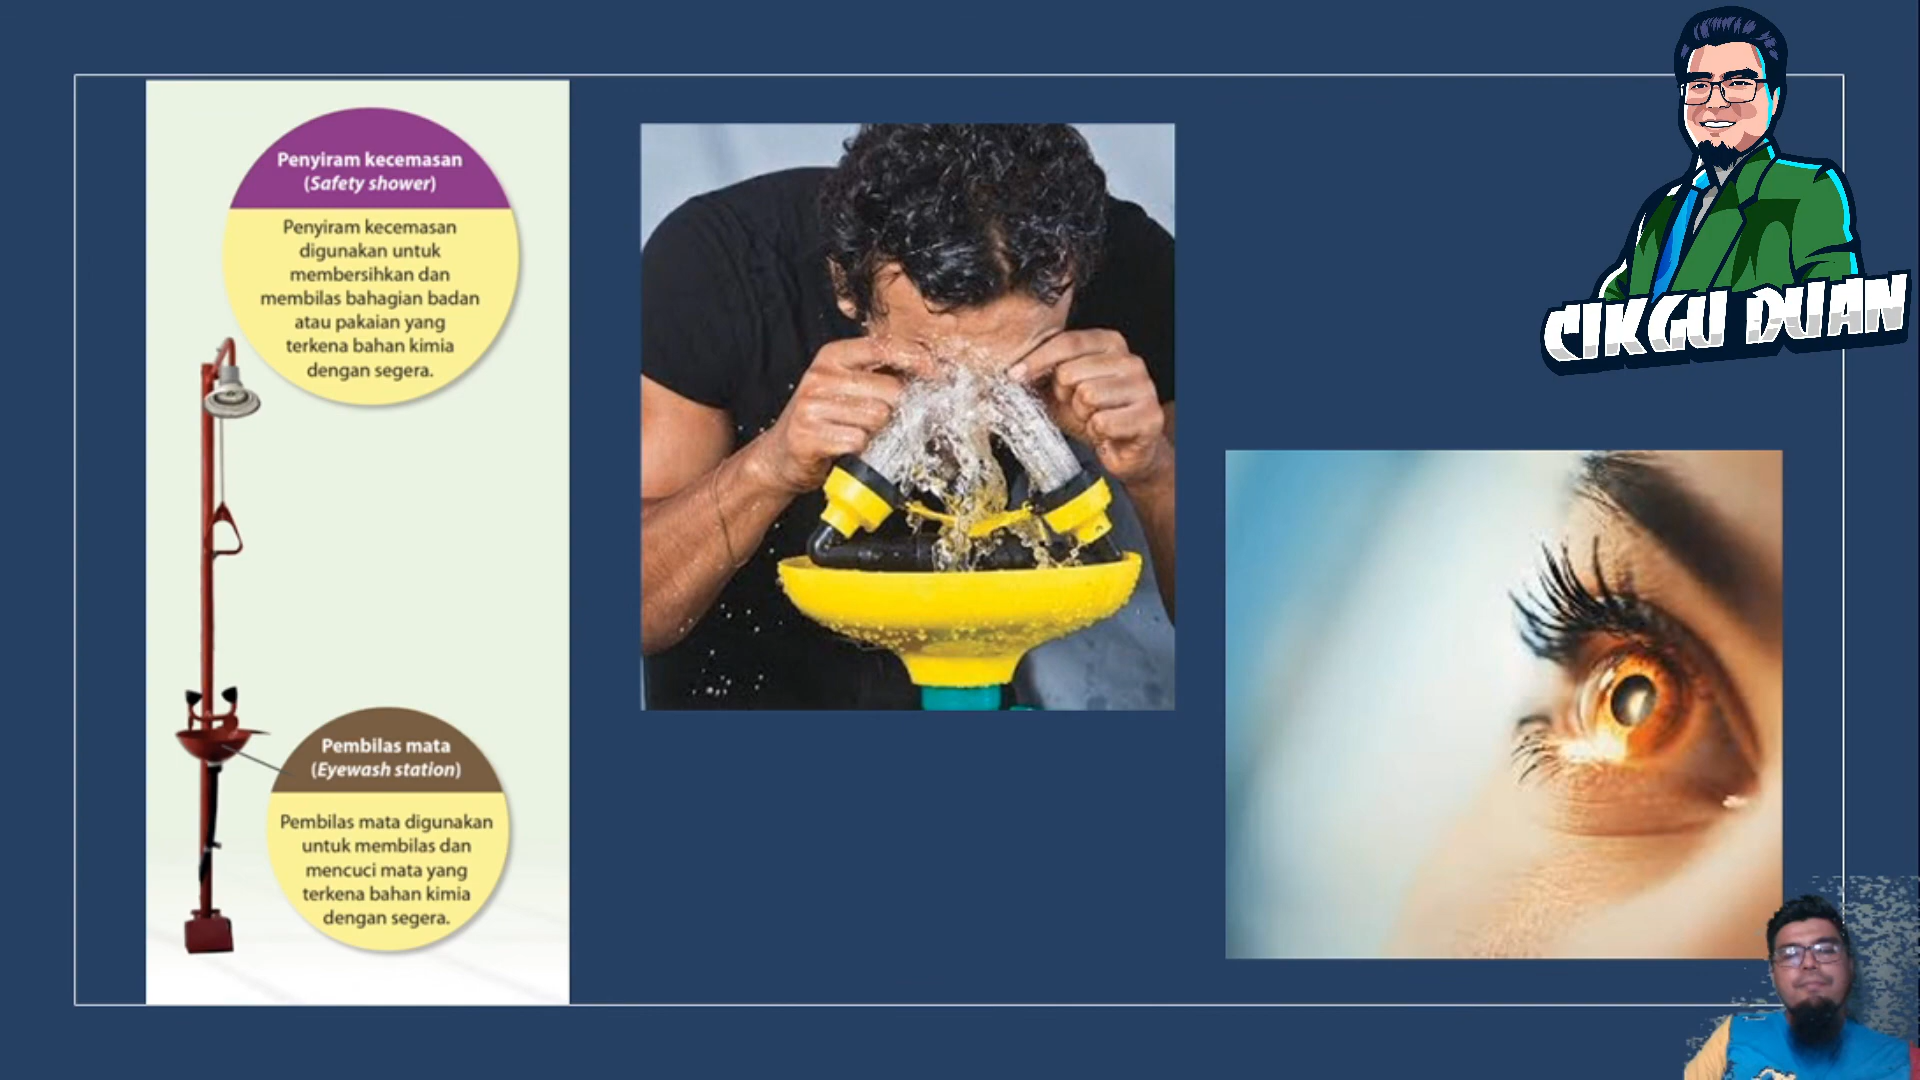 Penyiram kecemasan
(Safety shower)
Penyiram kecemasan
digunakan untuk
membersihkan dan
membilas bahagian badan
atau pakaian yang
terkena bahan kimia
dengan segera.
Pembilas mata
(Eyewash station)
Pembilas mata digunakan
untuk membilas dan
mencuci mata yang
terkena bahan kimia
dengan segera.
CIKGU DUAN